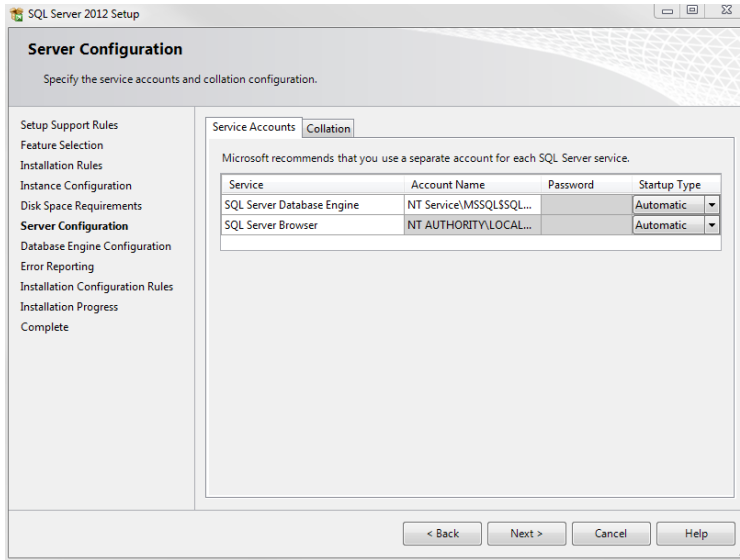 SQL Server 2012 Setup
Server Configuration
Specify the service accounts and collation configuration.
Setup Support Rules
Feature Selection
Installation Rules
Instance Configuration
Disk Space Requirements
Server Configuration
Database Engine Configuration
Error Reporting
Installation Configuration Rules
Installation Progress
Complete
Service Accounts Collation
Microsoft recommends that you use a separate account for each SQL Server service.
Service Account Name Password Startup Type
SQL Server Database Engine NT Service\MSSQL$SQL... Automatic
SQL Server Browser NT AUTHORITY\LOCAL... Automatic
< Back Next > Cancel Help